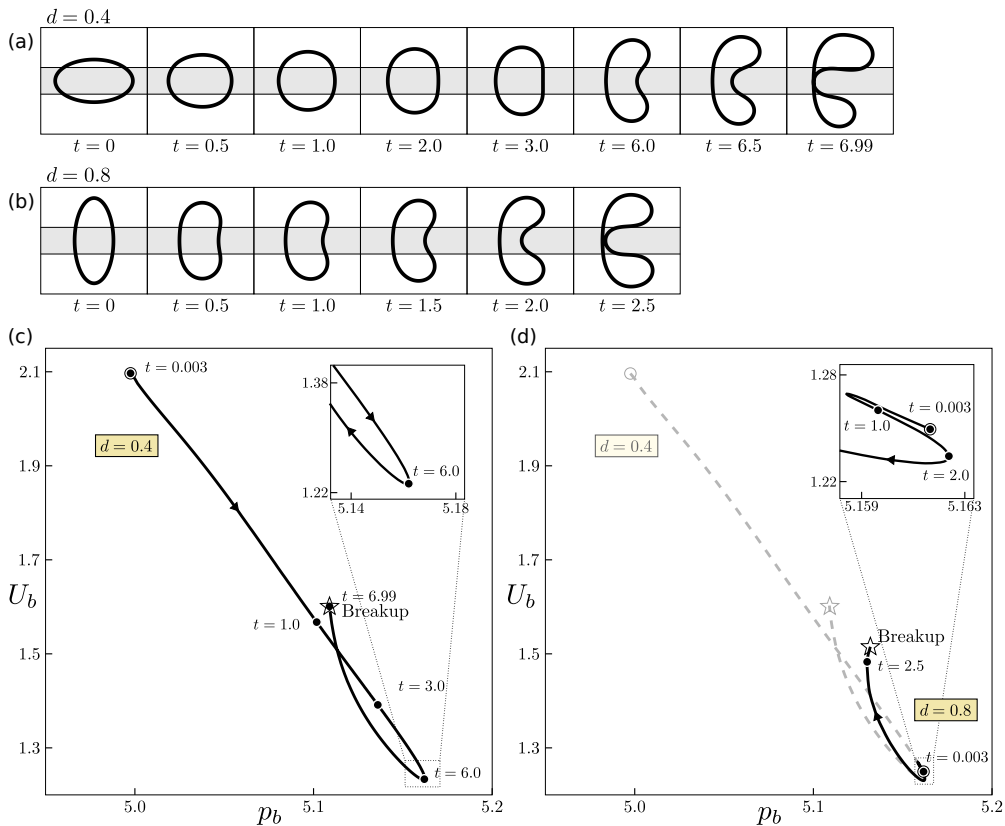 d = 0.4
(a)
t = 0 t = 0.5 t = 1.0 t = 2.0 t = 3.0 t = 6.0 t = 6.5 t = 6.99
d = 0.8
(b)
t = 0 t = 0.5 t = 1.0 t = 1.5 t = 2.0 t = 2.5
(c)
2.1
1.9
1.7
1.5
1.3
U_b
5.0 5.1 5.2
p_b
t = 0.003
d = 0.4
t = 6.99
Breakup
t = 1.0
t = 3.0
t = 6.0
1.38
1.22
5.14 5.18
t = 6.0
(d)
2.1
1.9
1.7
1.5
1.3
U_b
5.0 5.1 5.2
p_b
d = 0.4
Breakup
t = 2.5
d = 0.8
t = 0.003
1.28
1.22
5.159 5.163
t = 0.003
t = 1.0
t = 2.0